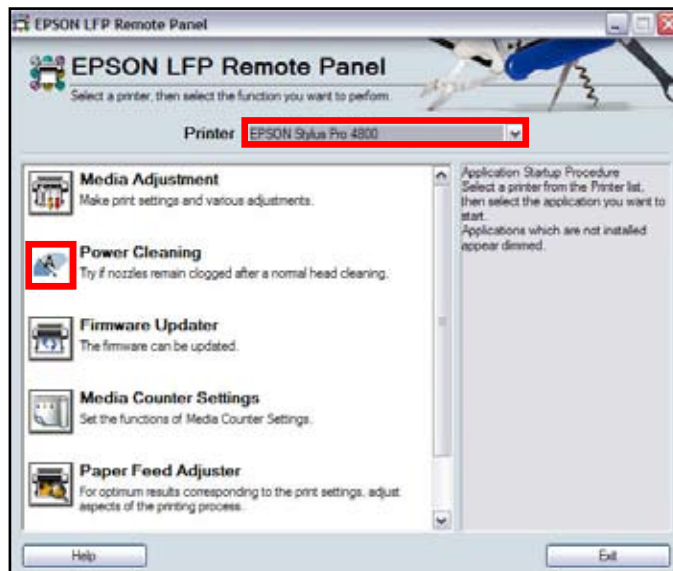 EPSON LFP Remote Panel
EPSON LFP Remote Panel
Select a printer, then select the function you want to perform.
Printer EPSON Stylus Pro 4800
Media Adjustment
Make print settings and various adjustments.
Power Cleaning
Try if nozzles remain clogged after a normal head cleaning.
Firmware Updater
The firmware can be updated.
Media Counter Settings
Set the functions of Media Counter Settings.
Paper Feed Adjuster
For optimum results corresponding to the print settings, adjust
aspects of the printing process.
Application Startup Procedure
Select a printer from the Printer list,
then select the application you want to
start.
Applications which are not installed
appear dimmed.
Help
Exit